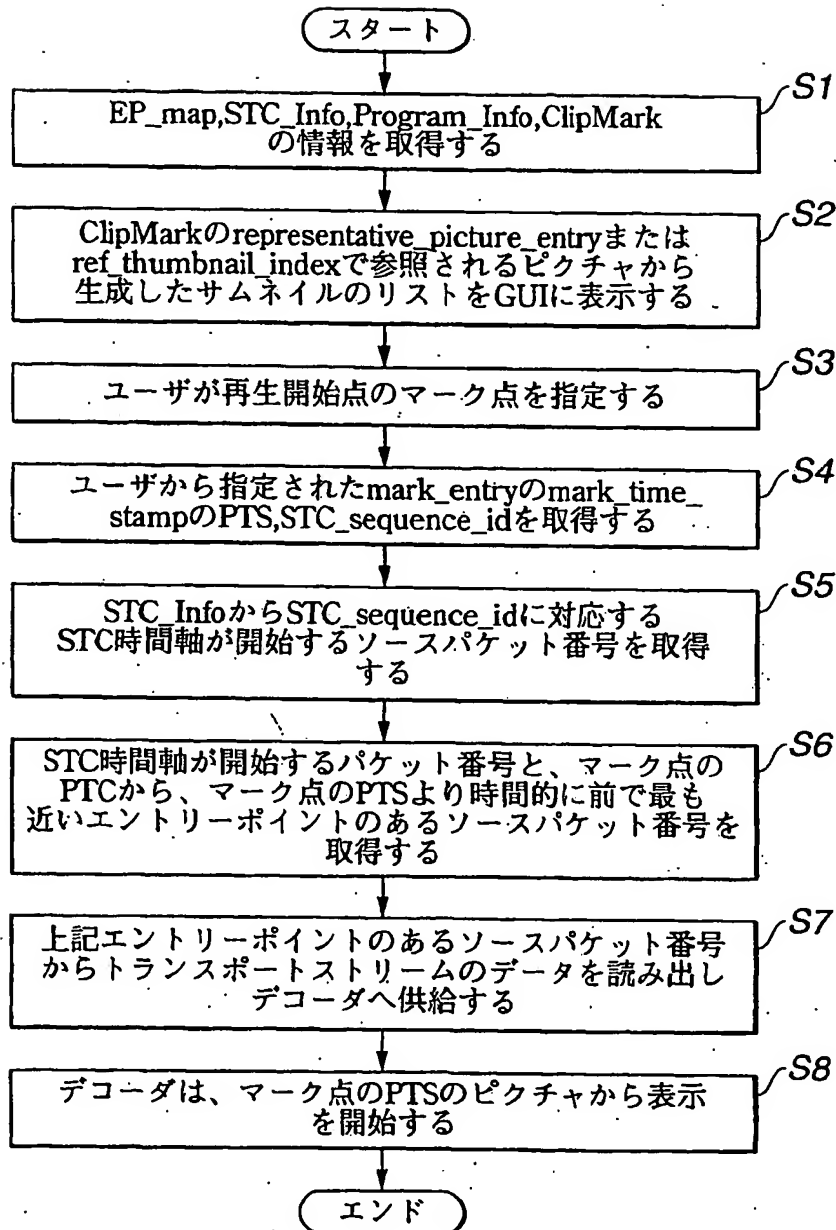 スタート
S1
EP_map,STC_Info,Program_Info,ClipMark
の情報を取得する
S2
ClipMarkのrepresentative_picture_entryまたは
ref_thumbnail_indexで参照されるピクチャから
生成したサムネイルのリストをGUIに表示する
S3
ユーザが再生開始点のマーク点を指定する
S4
ユーザから指定されたmark_entryのmark_time_
stampのPTS,STC_sequence_idを取得する
S5
STC_InfoからSTC_sequence_idに対応する
STC時間軸が開始するソースパケット番号を取得
する
S6
STC時間軸が開始するパケット番号と、マーク点の
PTCから、マーク点のPTSより時間的に前で最も
近いエントリーポイントのあるソースパケット番号を
取得する
S7
上記エントリーポイントのあるソースパケット番号
からトランスポートストリームのデータを読み出し
デコーダへ供給する
S8
デコーダは、マーク点のPTSのピクチャから表示
を開始する
エンド